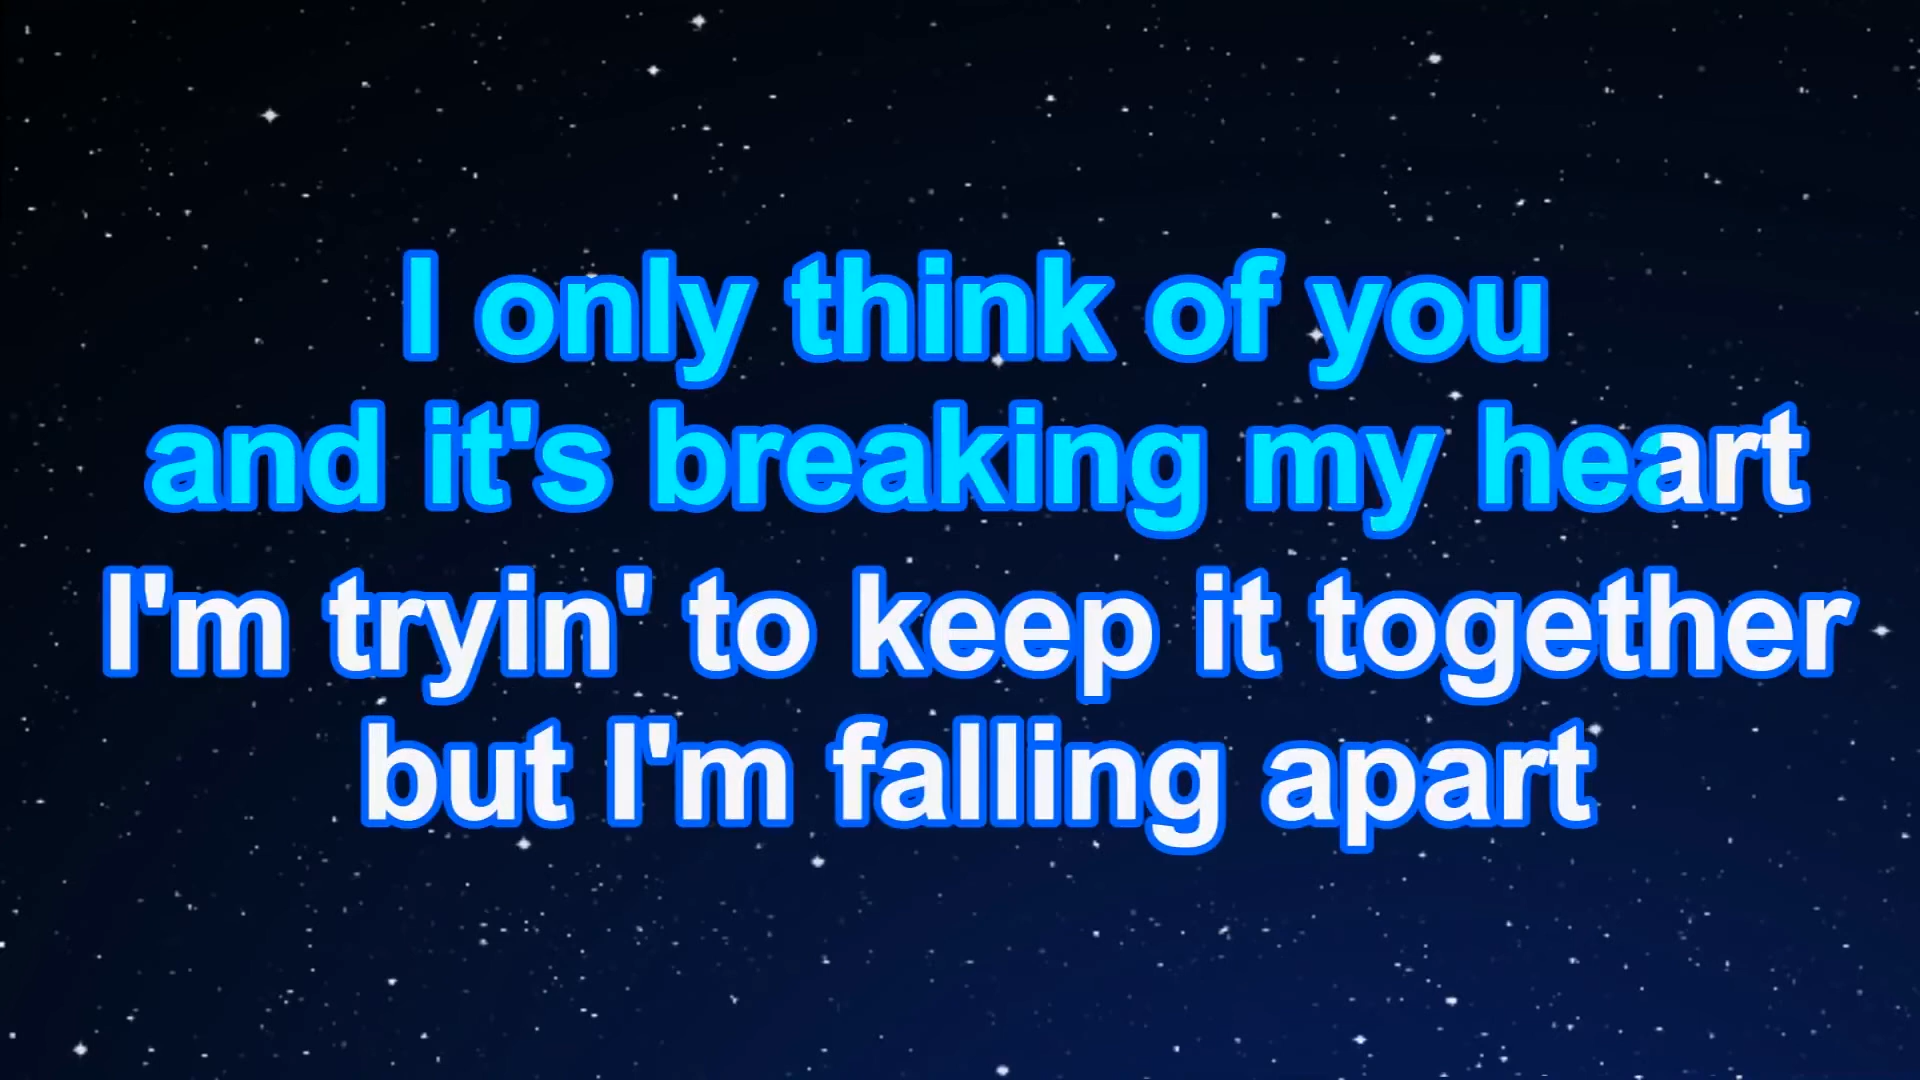 I only think of you
and it's breaking my heart
I'm tryin' to keep it together
but I'm falling apart